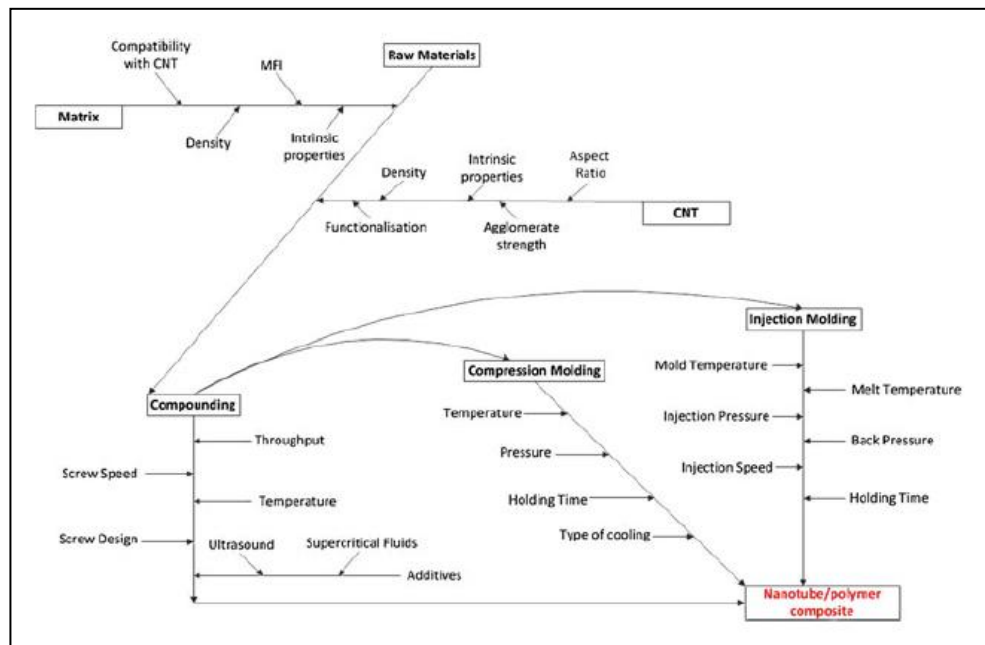 Compatibility
with CNT
MFI
Raw Materials
Matrix
Density
Intrinsic
properties
Density
Intrinsic
properties
Aspect
Ratio
CNT
Functionalisation
Agglomerate
strength
Injection Molding
Compression Molding
Mold Temperature
Melt Temperature
Compounding
Temperature
Injection Pressure
Throughput
Back Pressure
Pressure
Injection Speed
Screw Speed
Temperature
Holding Time
Holding Time
Screw Design
Type of cooling
Ultrasound
Supercritical Fluids
Additives
Nanotube/polymer
composite